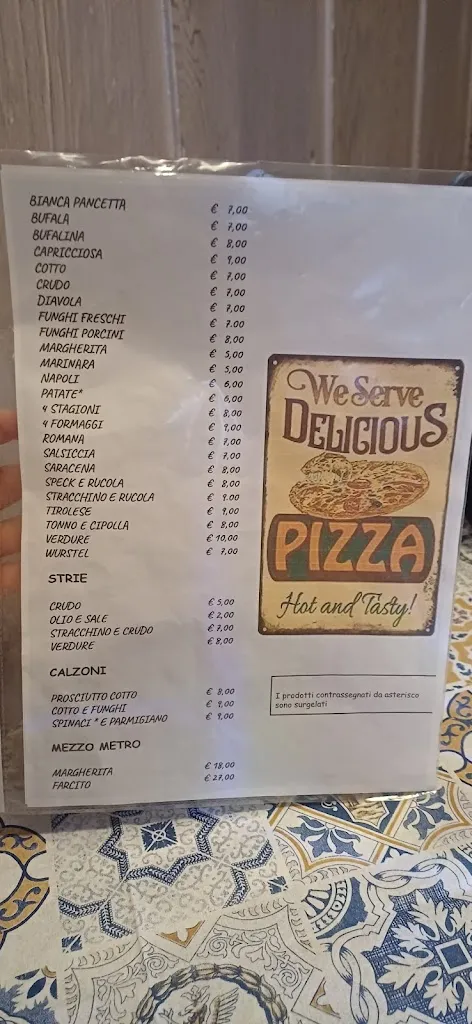 BIANCA PANCETTA € 7,00
BUFALA € 7,00
BUFALINA € 8,00
CAPRICCIOSA € 9,00
COTTO € 7,00
CRUDO € 7,00
DIAVOLA € 7,00
FUNGHI FRESCHI € 7.00
FUNGHI PORCINI € 8,00
MARGHERITA € 5,00
MARINARA € 5,00
NAPOLI € 6,00
PATATE* € 6,00
4 STAGIONI € 8,00
4 FORMAGGI € 9,00
ROMANA € 7,00
SALSICCIA € 7,00
SARACENA € 8,00
SPECK E RUCOLA € 8,00
STRACCHINO E RUCOLA € 9.00
TIROLESE € 9,00
TONNO E CIPOLLA € 8,00
VERDURE € 10,00
WURSTEL € 7,00
STRIE
CRUDO € 5,00
OLIO E SALE € 2,00
STRACCHINO E CRUDO € 7,00
VERDURE € 8,00
CALZONI
PROSCIUTTO COTTO € 8,00
COTTO E FUNGHI € 9,00
SPINACI * E PARMIGIANO € 9,00
MEZZO METRO
MARGHERITA € 18,00
FARCITO € 27,00
We Serve
DELICIOUS
PIZZA
Hot and Tasty!
I prodotti contrassegnati da asterisco
sono surgelati